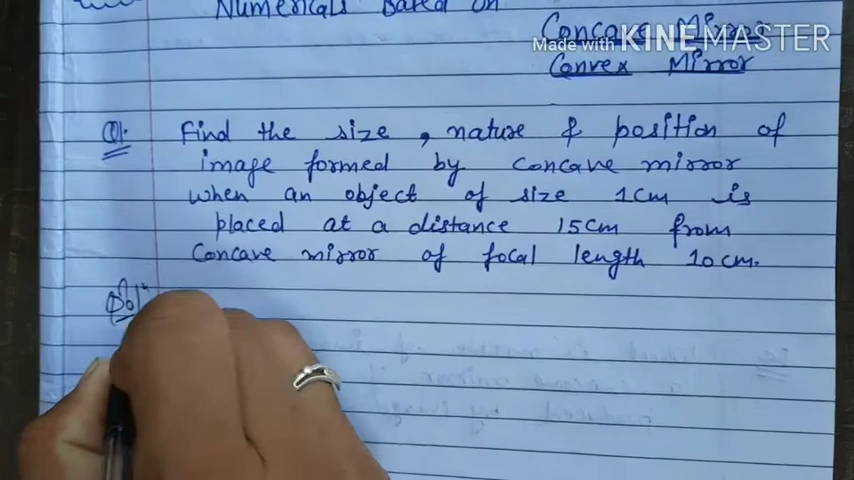 Numericals Based on
Concave Mirror
Made with KINEMASTER
Convex Mirror
Q1. Find the size, nature & position of
image formed by concave mirror
when an object of size 1cm is
placed at a distance 15cm from
Concave mirror of focal length 10cm.
Solⁿ